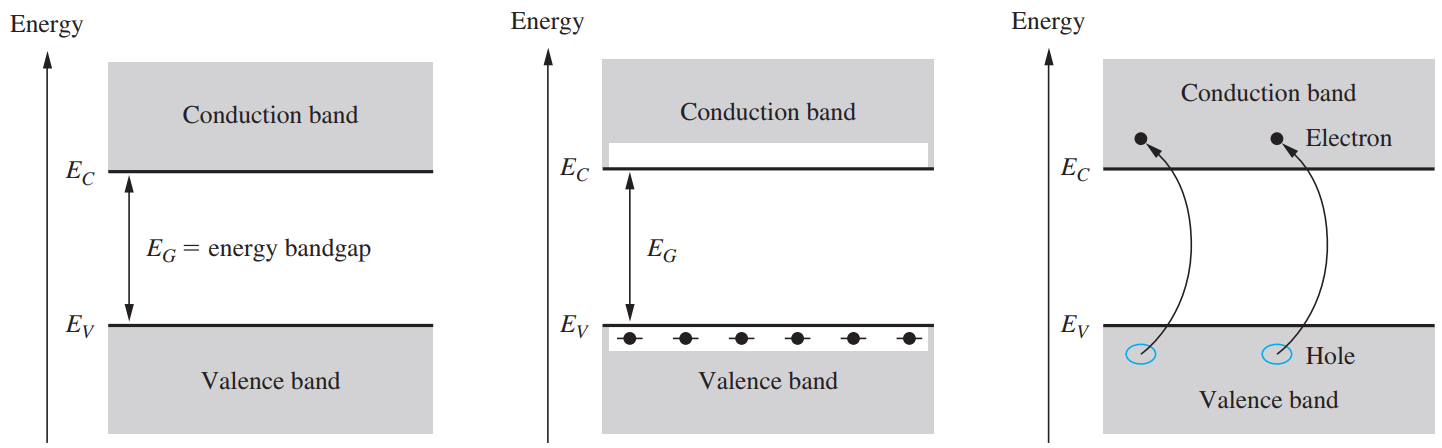 Energy
Conduction band
E_C
E_G = energy bandgap
E_V
Valence band
Energy
Conduction band
E_C
E_G
E_V
Valence band
Energy
Conduction band
Electron
E_C
E_V
Hole
Valence band